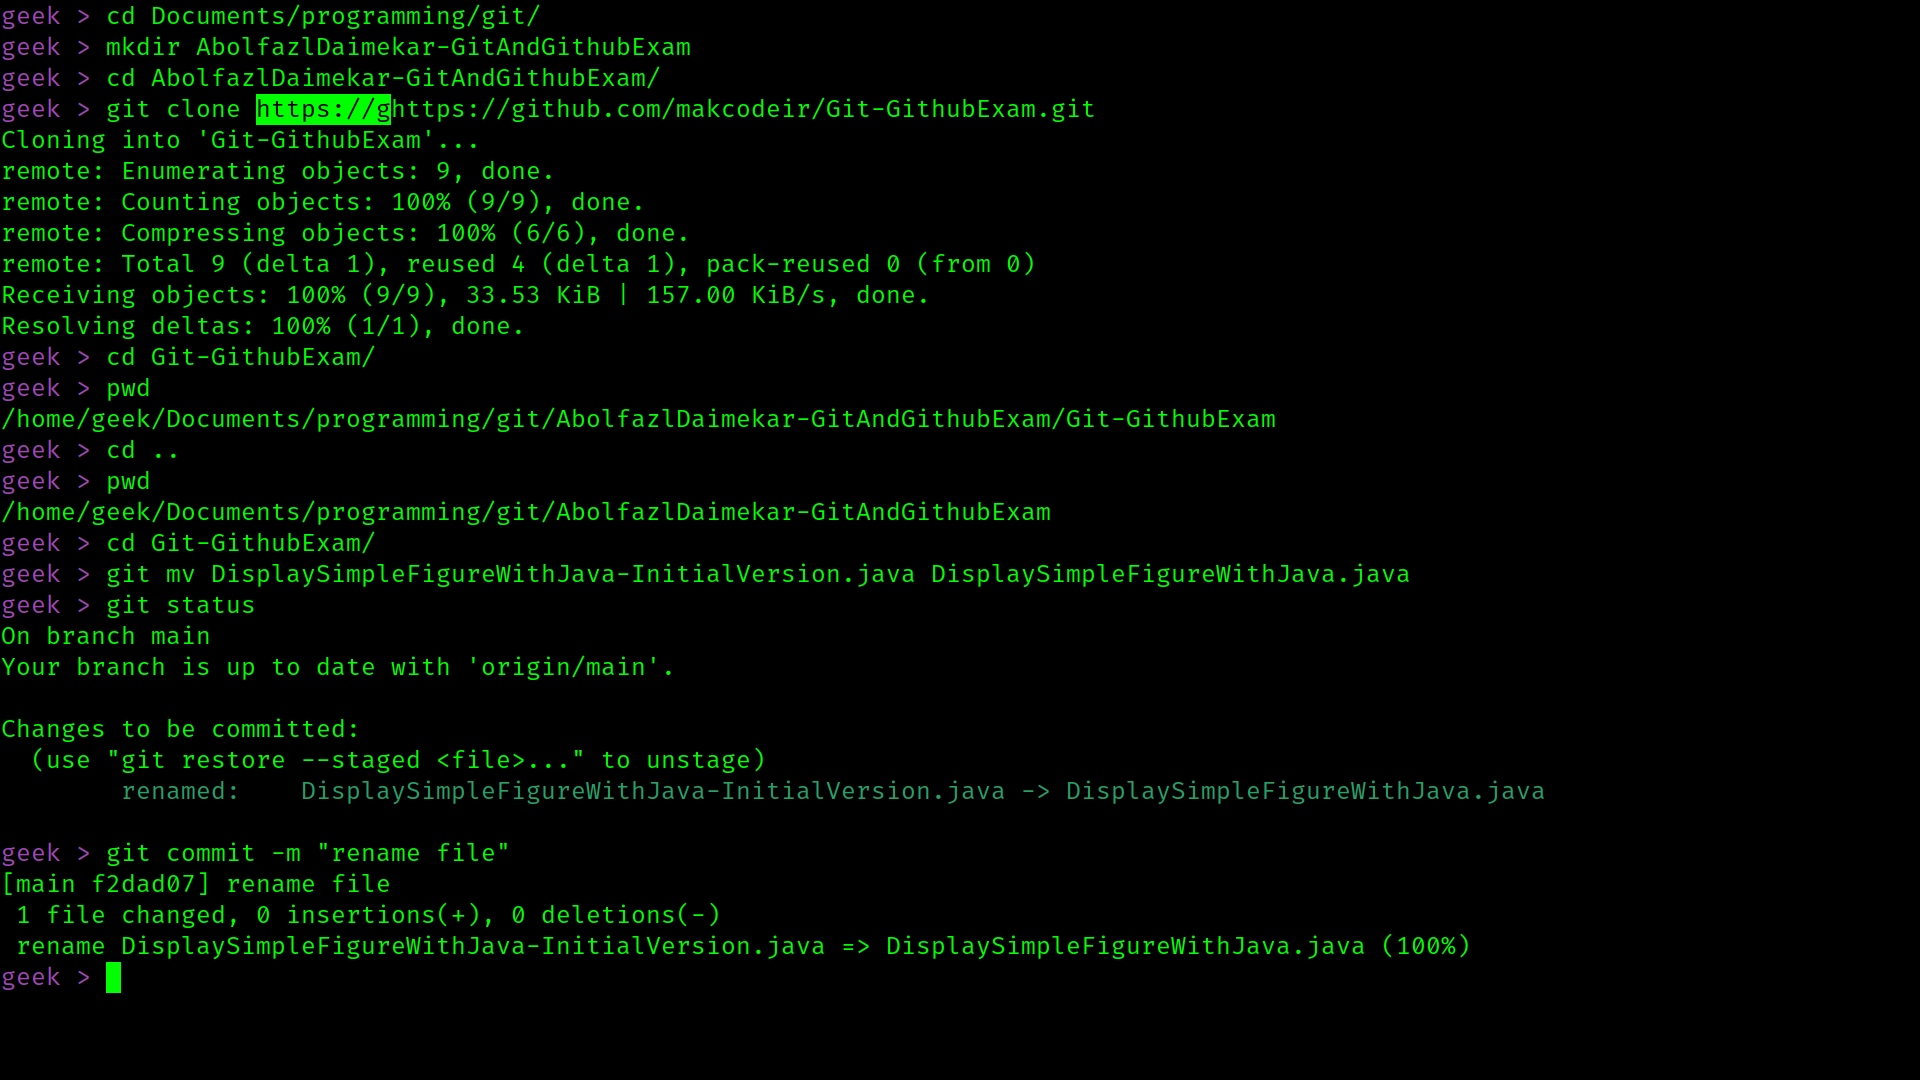 geek > cd Documents/programming/git/
geek > mkdir AbolfazlDaimekar-GitAndGithubExam
geek > cd AbolfazlDaimekar-GitAndGithubExam/
geek > git clone https://ghttps://github.com/makcodeir/Git-GithubExam.git
Cloning into 'Git-GithubExam'...
remote: Enumerating objects: 9, done.
remote: Counting objects: 100% (9/9), done.
remote: Compressing objects: 100% (6/6), done.
remote: Total 9 (delta 1), reused 4 (delta 1), pack-reused 0 (from 0)
Receiving objects: 100% (9/9), 33.53 KiB | 157.00 KiB/s, done.
Resolving deltas: 100% (1/1), done.
geek > cd Git-GithubExam/
geek > pwd
/home/geek/Documents/programming/git/AbolfazlDaimekar-GitAndGithubExam/Git-GithubExam
geek > cd ..
geek > pwd
/home/geek/Documents/programming/git/AbolfazlDaimekar-GitAndGithubExam
geek > cd Git-GithubExam/
geek > git mv DisplaySimpleFigureWithJava-InitialVersion.java DisplaySimpleFigureWithJava.java
geek > git status
On branch main
Your branch is up to date with 'origin/main'.

Changes to be committed:
  (use "git restore --staged <file>..." to unstage)
        renamed:    DisplaySimpleFigureWithJava-InitialVersion.java -> DisplaySimpleFigureWithJava.java

geek > git commit -m "rename file"
[main f2dad07] rename file
 1 file changed, 0 insertions(+), 0 deletions(-)
 rename DisplaySimpleFigureWithJava-InitialVersion.java => DisplaySimpleFigureWithJava.java (100%)
geek >